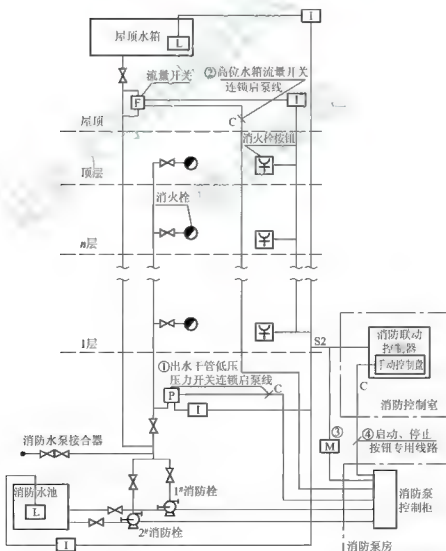 I
屋顶水箱
L
流量开关
②高位水箱流量开关
连锁启泵线
F
I
屋顶
C
消火栓按钮
顶层
消火栓
n层
1层
S2
消防联动
控制器
手动控制盘
①出水干管低压
压力开关连锁启泵线
C
C
P
I
消防控制室
③
④启动、停止
按钮专用线路
M
消防水泵接合器
消防水池
L
1#消防栓
2#消防栓
消防泵
控制柜
I
消防泵房